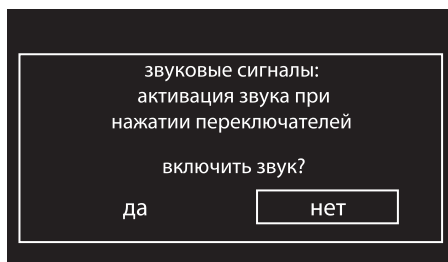 звуковые сигналы:
активация звука при
нажатии переключателей
включить звук?
да нет